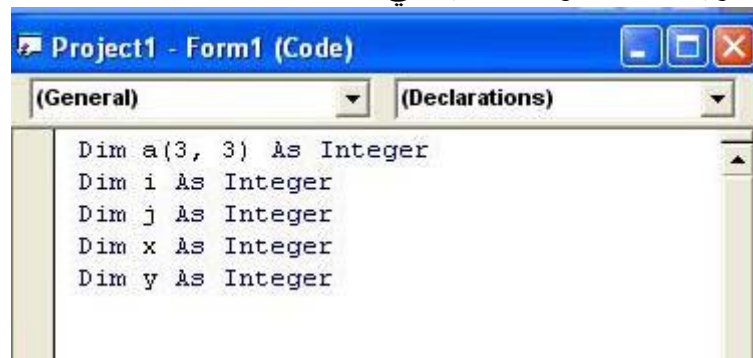 Project1 - Form1 (Code)
(General) (Declarations)
Dim a(3, 3) As Integer
Dim i As Integer
Dim j As Integer
Dim x As Integer
Dim y As Integer